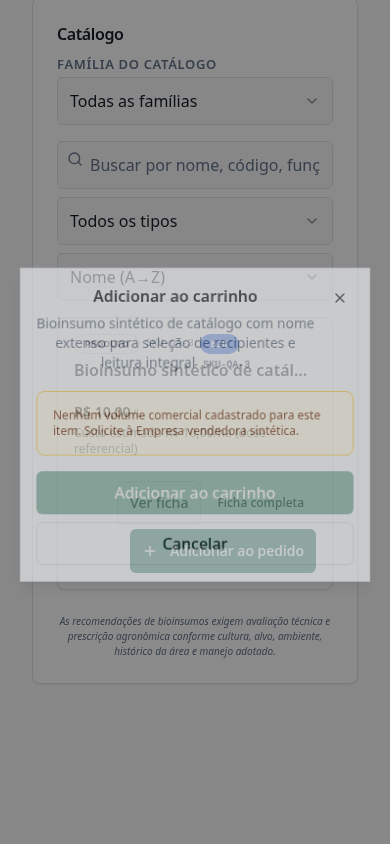 Catálogo
FAMÍLIA DO CATÁLOGO
Todas as famílias
Buscar por nome, código, funç
Todos os tipos
Nome (A→Z)
Adicionar ao carrinho
Bioinsumo sintético de catálogo com nome
extenso para seleção de recipientes e
leitura integral. SKU-QA-3
Bioinsumo sintético de catál...
R$ 10,00
Nenhum volume comercial cadastrado para este
item. Solicite à Empresa vendedora sintética.
referencial)
Adicionar ao carrinho
Ver ficha
Ficha completa
Cancelar
Adicionar ao pedido
As recomendações de bioinsumos exigem avaliação técnica e
prescrição agronômica conforme cultura, alvo, ambiente,
histórico da área e manejo adotado.